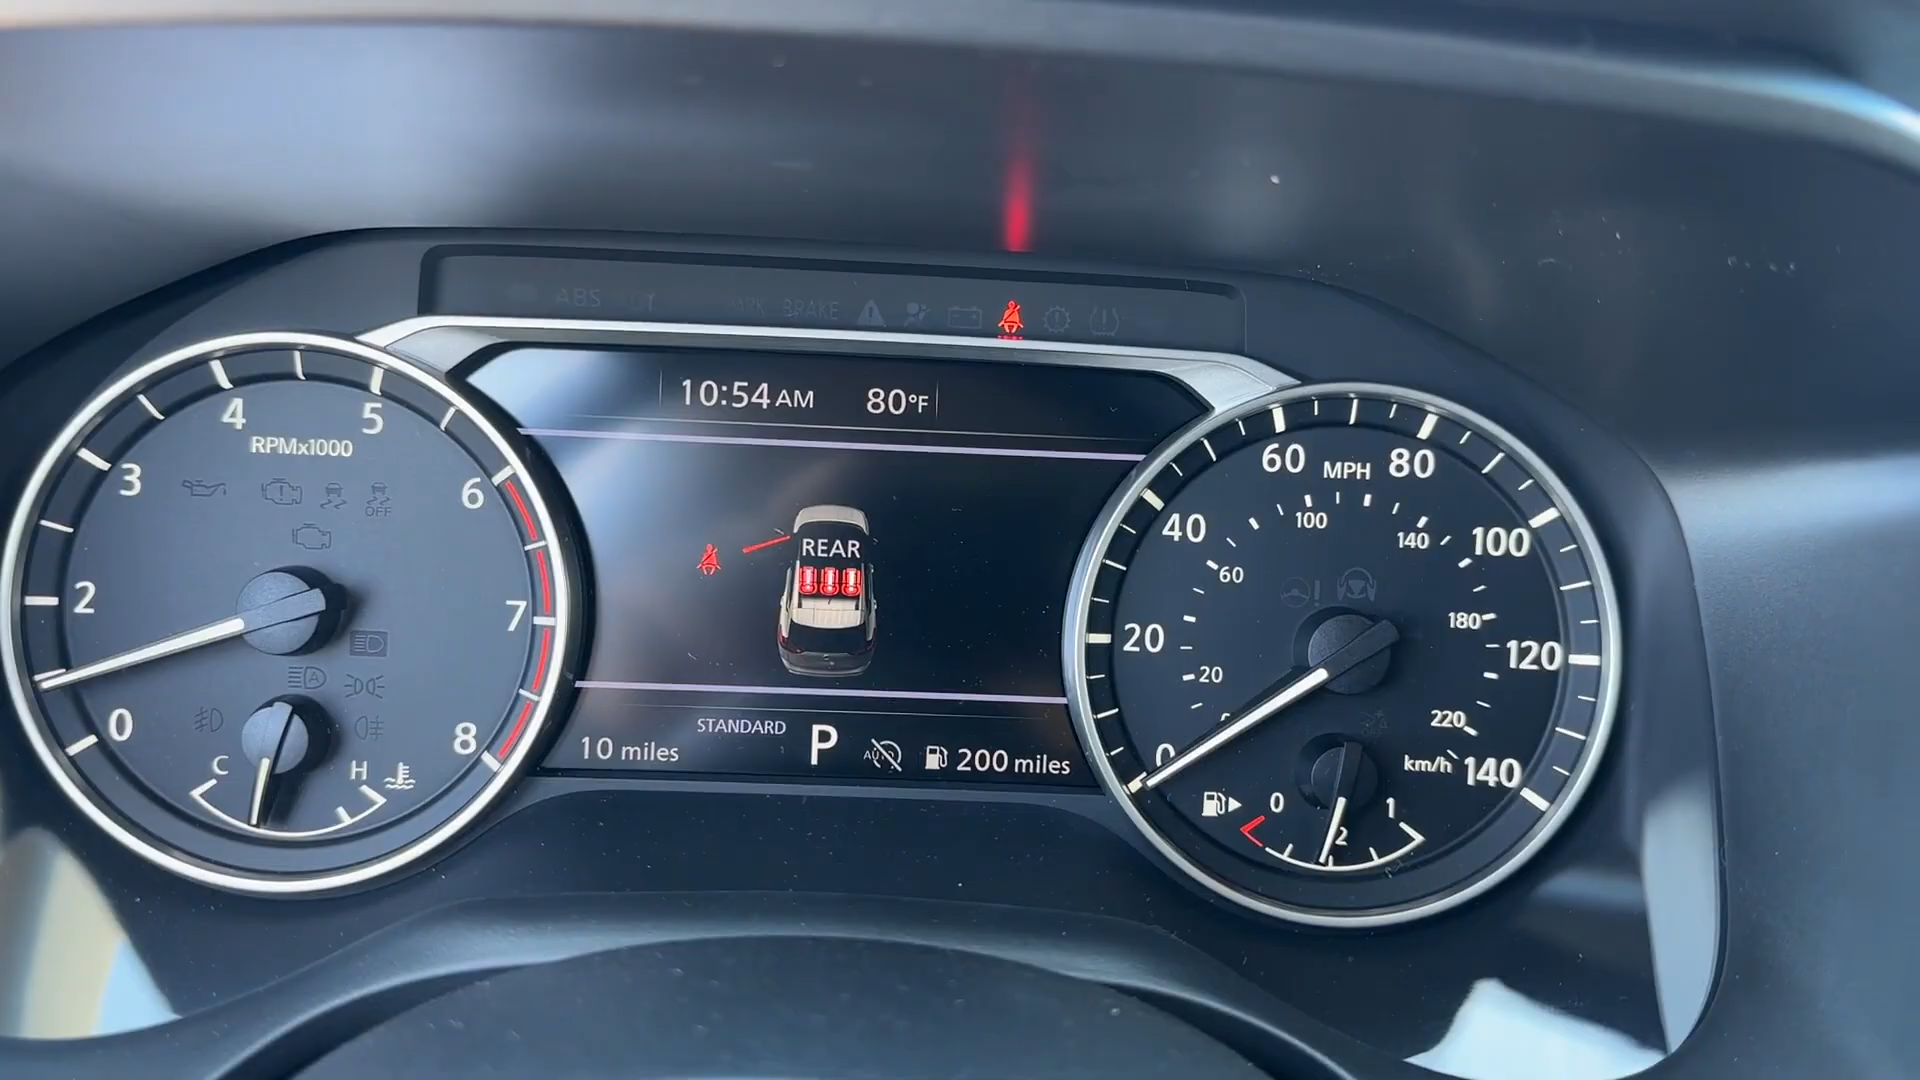 ABS
PARK BRAKE
10:54 AM 80°F
REAR
STANDARD
10 miles P AUTO 200 miles
0 2 3 4 5 6 7 8
RPMx1000
OFF
A
C H
0 20 40 60 80 100 120 140
MPH
20 60 100 140 180 220
km/h
0 1/2 1